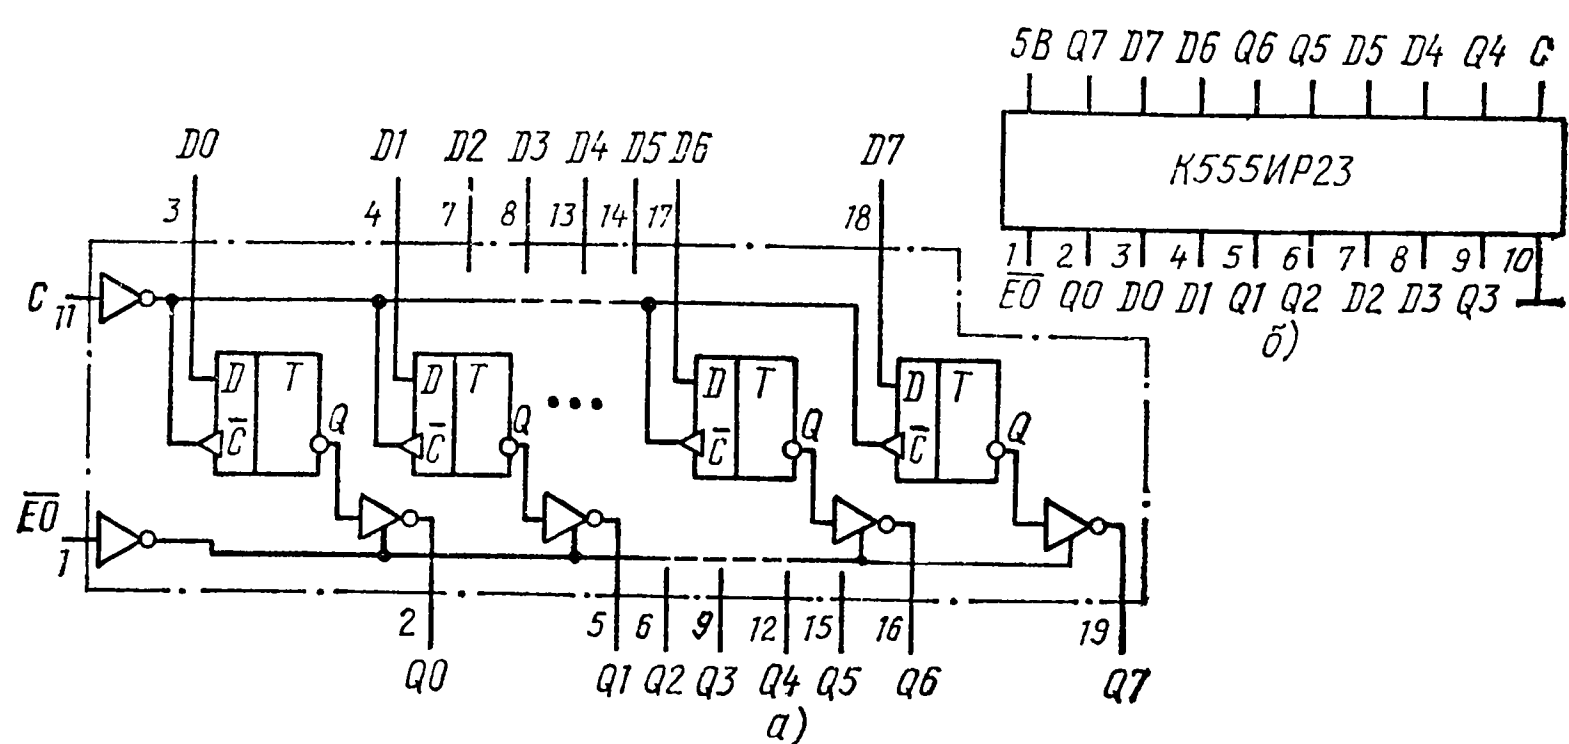 5В Q7 D7 D6 Q6 Q5 D5 D4 Q4 C
К555ИР23
1 2 3 4 5 6 7 8 9 10
E̅O̅ Q0 D0 D1 Q1 Q2 D2 D3 Q3
б)
D0 D1 D2 D3 D4 D5 D6 D7
3 4 7 8 13 14 17 18
C
11
D T D T D T D T
C̅ Q C̅ Q C̅ Q C̅ Q
E̅O̅
1
2 5 6 9 12 15 16 19
Q0 Q1 Q2 Q3 Q4 Q5 Q6 Q7
а)